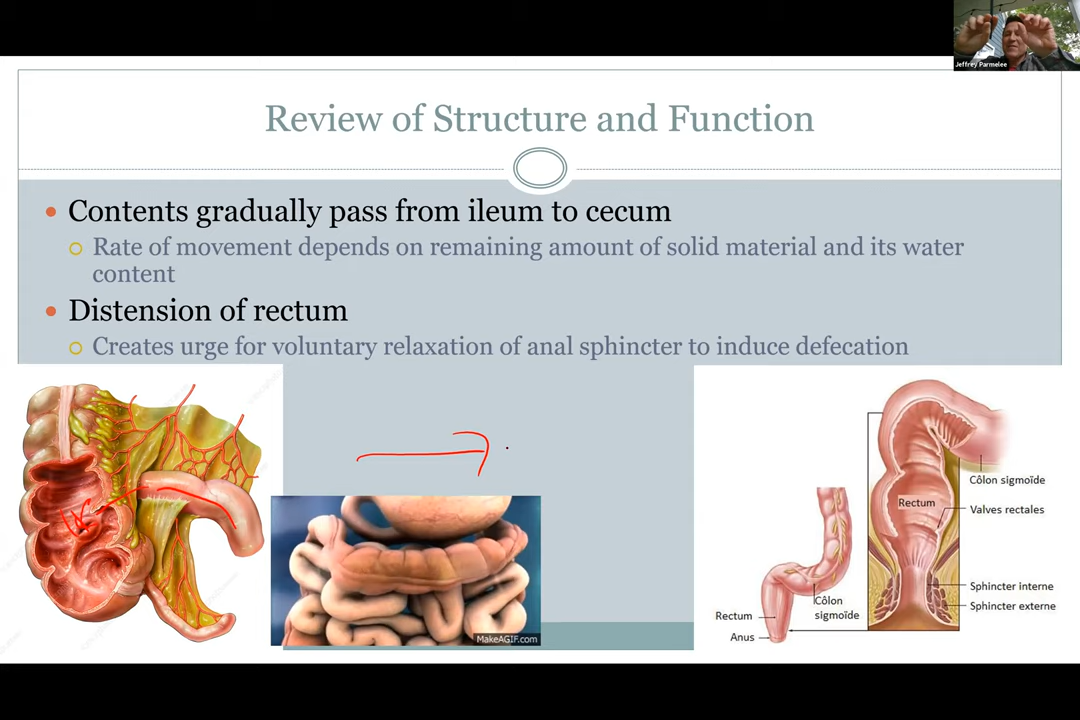 Jeffrey Parmelee
Review of Structure and Function
Contents gradually pass from ileum to cecum
Rate of movement depends on remaining amount of solid material and its water
content
Distension of rectum
Creates urge for voluntary relaxation of anal sphincter to induce defecation
MakeAGIF.com
Côlon sigmoïde
Rectum
Valves rectales
Sphincter interne
Sphincter externe
Côlon
sigmoïde
Rectum
Anus